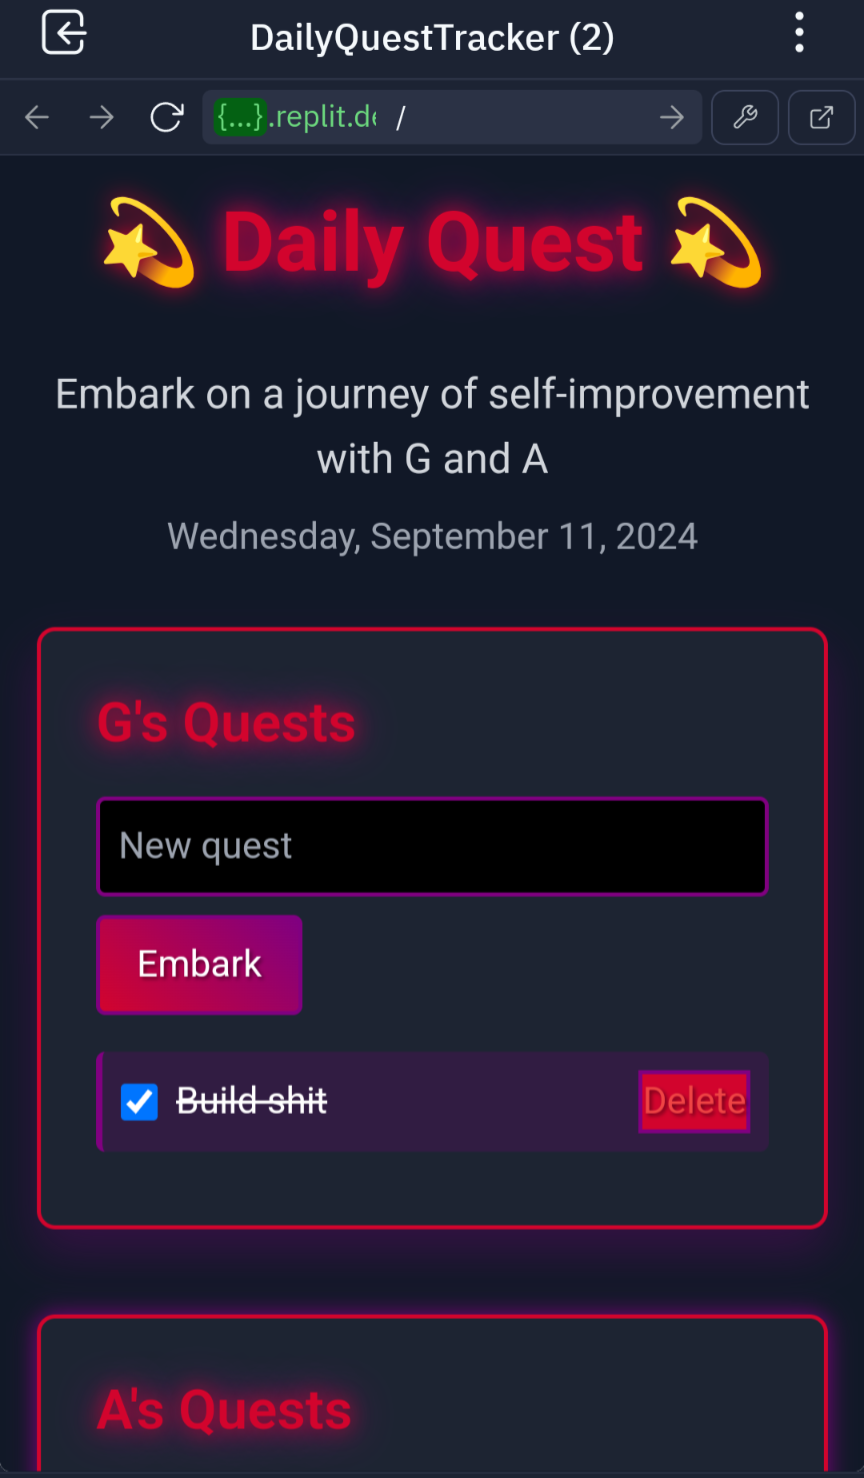 DailyQuestTracker (2)
{...}.replit.de /
Daily Quest
Embark on a journey of self-improvement
with G and A
Wednesday, September 11, 2024
G's Quests
New quest
Embark
Build shit
Delete
A's Quests